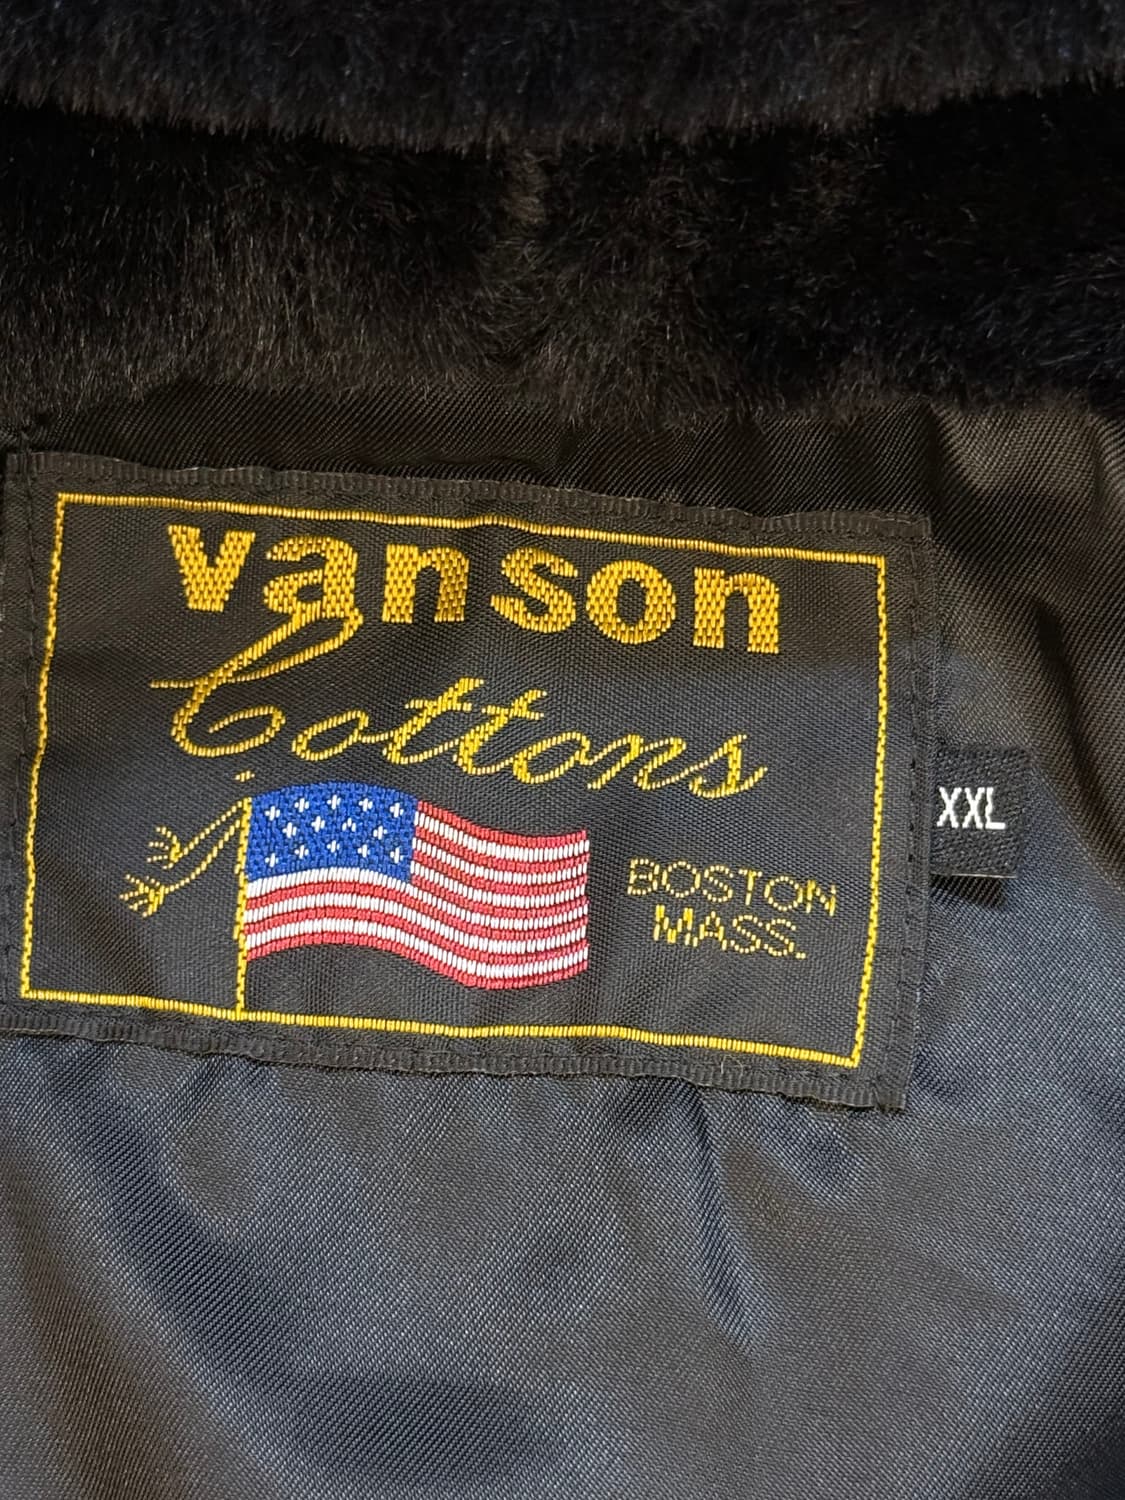 vanson
Cottons
BOSTON
MASS.
XXL